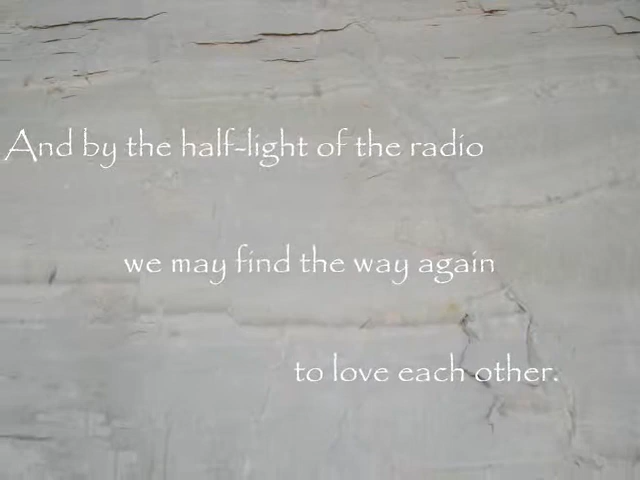 And by the half-light of the radio
we may find the way again
to love each other.